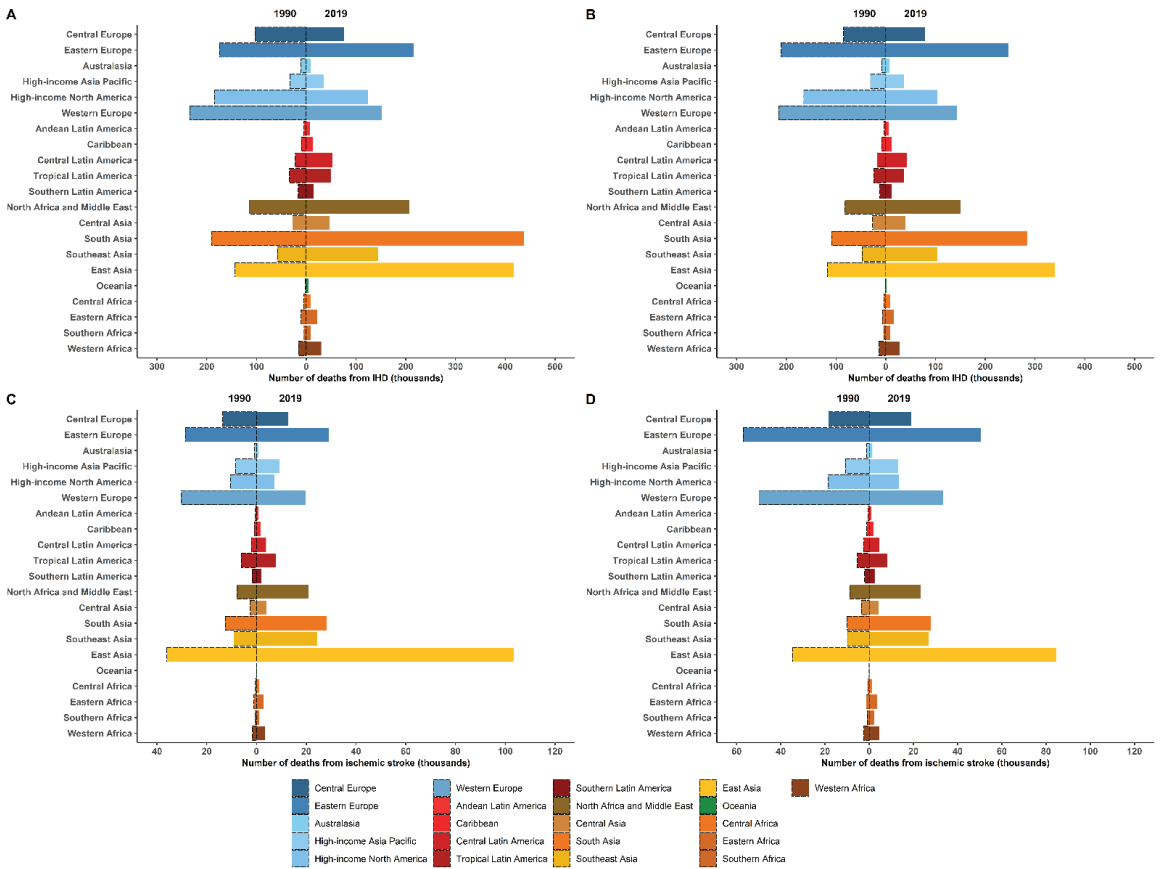 A
1990 2019
Central Europe
Eastern Europe
Australasia
High-income Asia Pacific
High-income North America
Western Europe
Andean Latin America
Caribbean
Central Latin America
Tropical Latin America
Southern Latin America
North Africa and Middle East
Central Asia
South Asia
Southeast Asia
East Asia
Oceania
Central Africa
Eastern Africa
Southern Africa
Western Africa
300 200 100 0 100 200 300 400 500
Number of deaths from IHD (thousands)
B
1990 2019
Central Europe
Eastern Europe
Australasia
High-income Asia Pacific
High-income North America
Western Europe
Andean Latin America
Caribbean
Central Latin America
Tropical Latin America
Southern Latin America
North Africa and Middle East
Central Asia
South Asia
Southeast Asia
East Asia
Oceania
Central Africa
Eastern Africa
Southern Africa
Western Africa
300 200 100 0 100 200 300 400 500
Number of deaths from IHD (thousands)
C
1990 2019
Central Europe
Eastern Europe
Australasia
High-income Asia Pacific
High-income North America
Western Europe
Andean Latin America
Caribbean
Central Latin America
Tropical Latin America
Southern Latin America
North Africa and Middle East
Central Asia
South Asia
Southeast Asia
East Asia
Oceania
Central Africa
Eastern Africa
Southern Africa
Western Africa
40 20 0 20 40 60 80 100 120
Number of deaths from ischemic stroke (thousands)
D
1990 2019
Central Europe
Eastern Europe
Australasia
High-income Asia Pacific
High-income North America
Western Europe
Andean Latin America
Caribbean
Central Latin America
Tropical Latin America
Southern Latin America
North Africa and Middle East
Central Asia
South Asia
Southeast Asia
East Asia
Oceania
Central Africa
Eastern Africa
Southern Africa
Western Africa
60 40 20 0 20 40 60 80 100 120
Number of deaths from ischemic stroke (thousands)
Central Europe
Eastern Europe
Australasia
High-income Asia Pacific
High-income North America
Western Europe
Andean Latin America
Caribbean
Central Latin America
Tropical Latin America
Southern Latin America
North Africa and Middle East
Central Asia
South Asia
Southeast Asia
East Asia
Oceania
Central Africa
Eastern Africa
Southern Africa
Western Africa